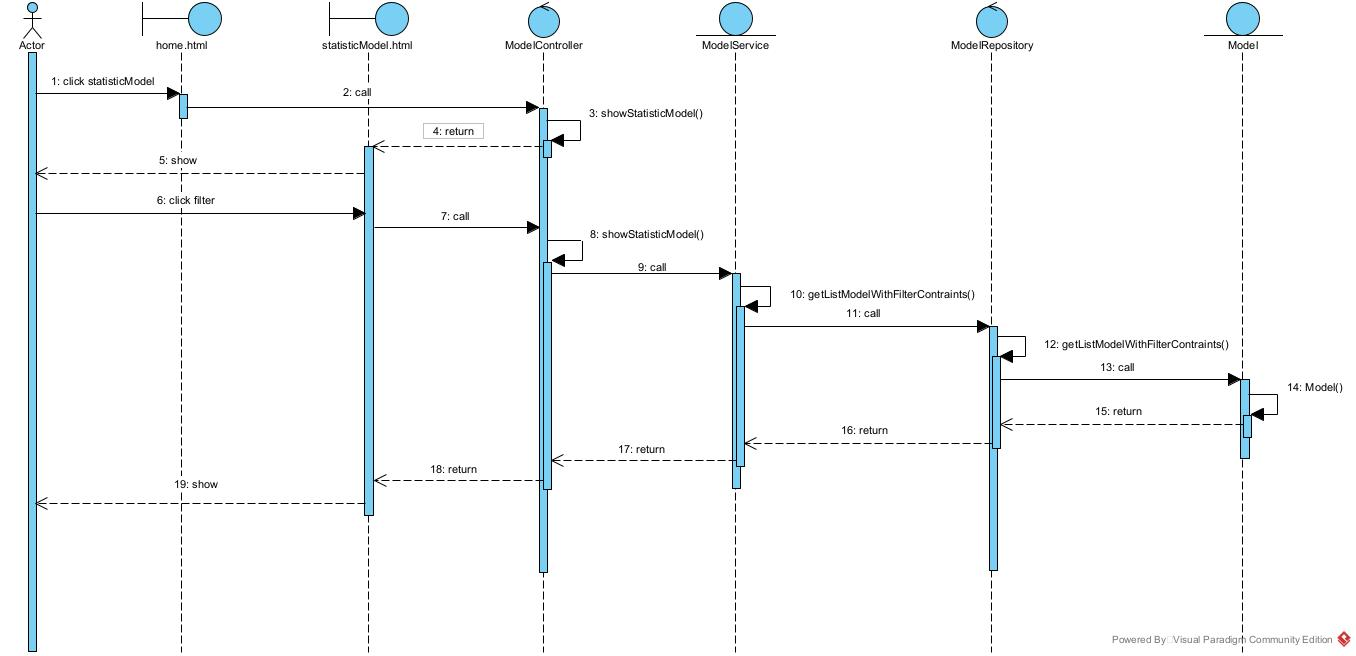 Actor
home.html
statisticModel.html
ModelController
ModelService
ModelRepository
Model
1: click statisticModel
2: call
3: showStatisticModel()
4: return
5: show
6: click filter
7: call
8: showStatisticModel()
9: call
10: getListModelWithFilterContraints()
11: call
12: getListModelWithFilterContraints()
13: call
14: Model()
15: return
16: return
17: return
18: return
19: show
Powered By Visual Paradigm Community Edition